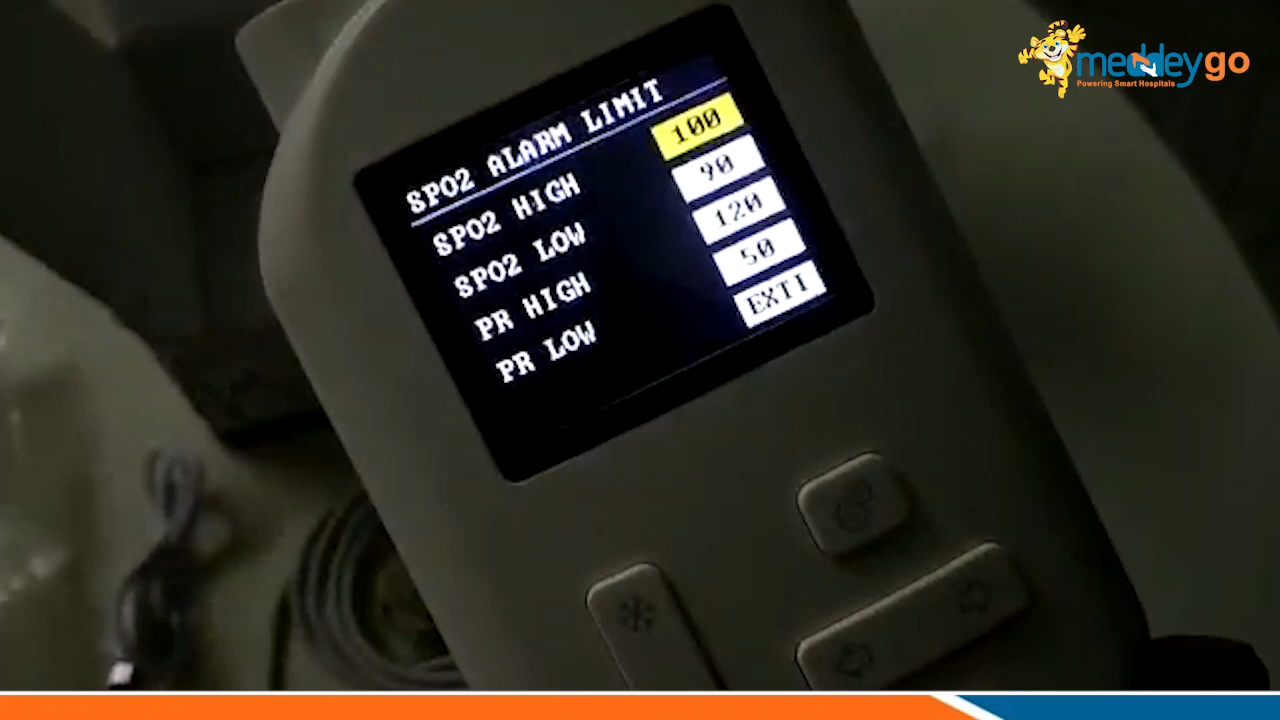 meddeygo
Powering Smart Hospitals
SPO2 ALARM LIMIT
SPO2 HIGH 100
SPO2 LOW 90
PR HIGH 120
PR LOW 50
EXTI